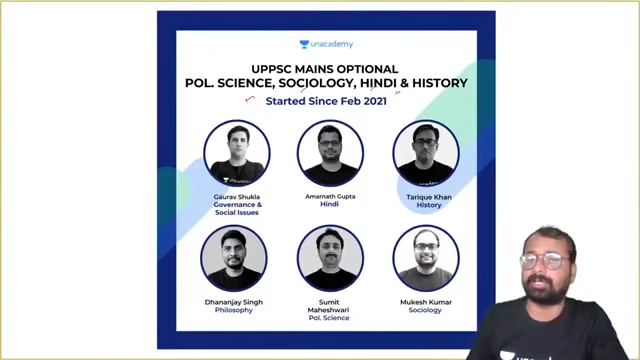 unacademy
UPPSC MAINS OPTIONAL
POL. SCIENCE, SOCIOLOGY, HINDI & HISTORY
Started Since Feb 2021
Gaurav Shukla
Governance &
Social Issues
Amarnath Gupta
Hindi
Tarique Khan
History
Dhananjay Singh
Philosophy
Sumit
Maheshwari
Pol. Science
Mukesh Kumar
Sociology